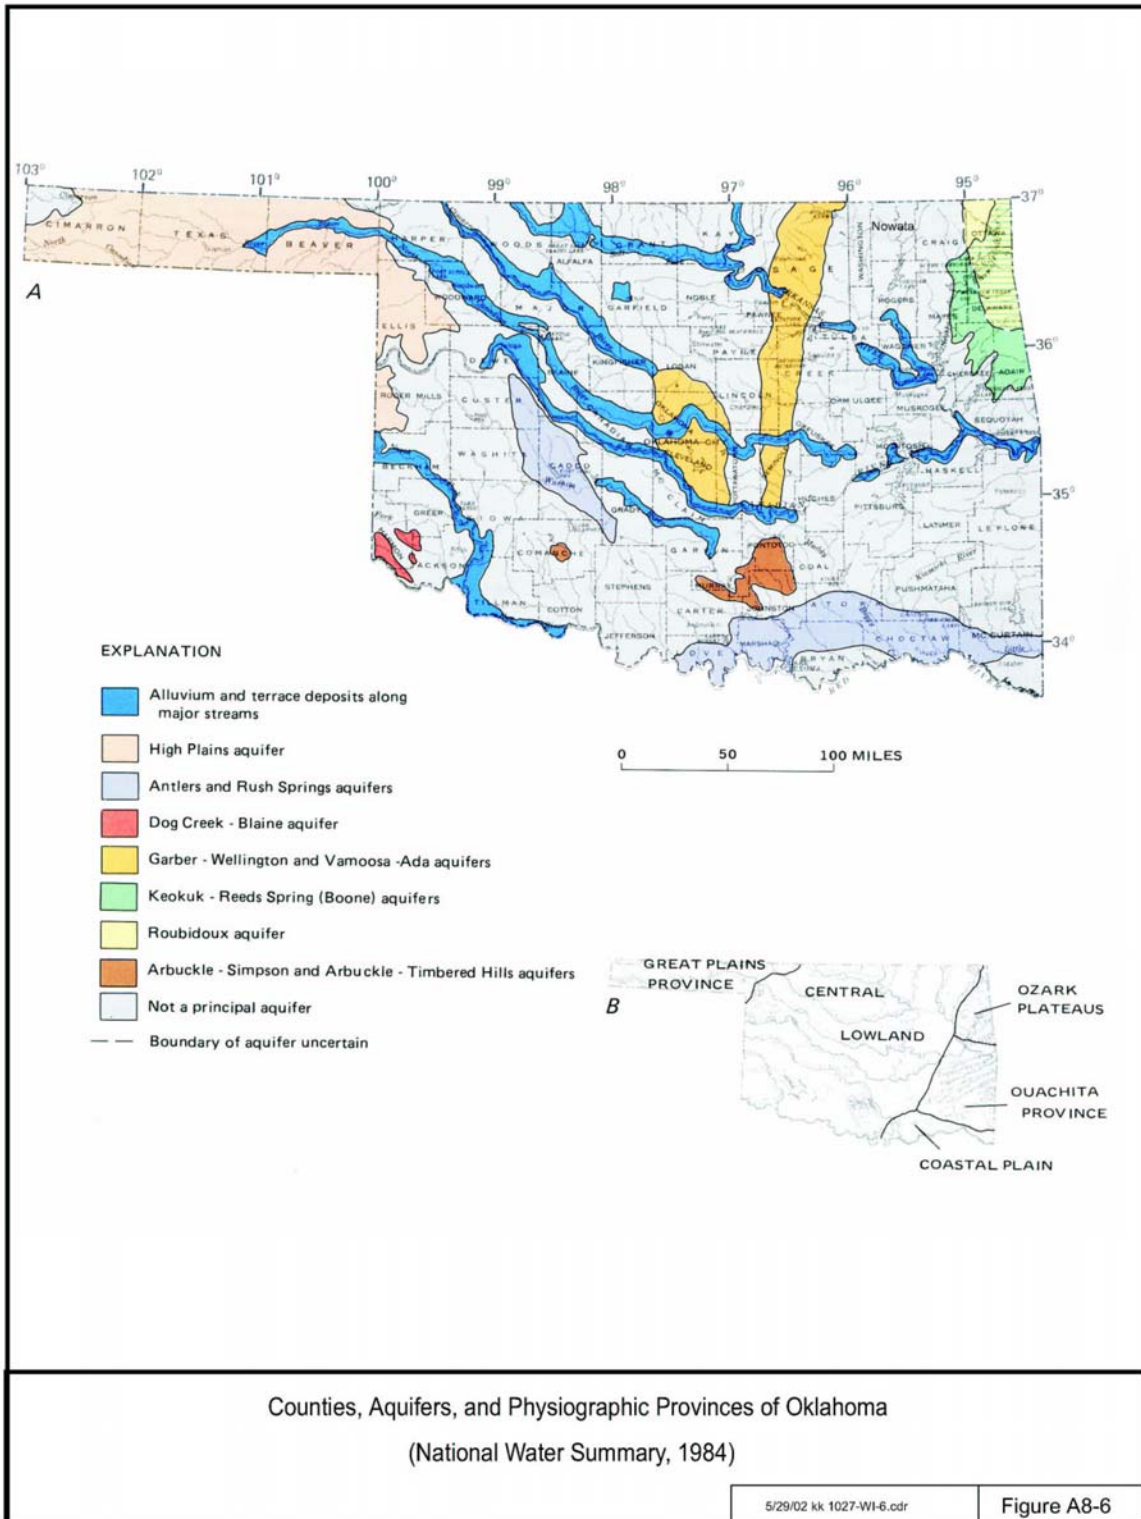 103° 102° 101° 100° 99° 98° 97° 96° 95° 37°
CIMARRON TEXAS BEAVER HARPER WOODS ALFALFA GRANT KAY OSAGE WASHINGTON Nowata CRAIG OTTAWA
A
WOODWARD MAJOR GARFIELD NOBLE PAWNEE ROGERS MAYES DELAWARE
ELLIS
36°
DEWEY BLAINE KINGFISHER LOGAN PAYNE CREEK TULSA WAGONER CHEROKEE ADAIR
ROGER MILLS CUSTER LINCOLN OKMULGEE MUSKOGEE SEQUOYAH
OKLAHOMA CITY
BECKHAM WASHITA CADDO CLEVELAND HASKELL
35°
GREER GRADY HUGHES PITTSBURG LATIMER LE FLORE
HARMON JACKSON COMANCHE PONTOTOC COAL
STEPHENS MURRAY PUSHMATAHA
TILLMAN COTTON CARTER JOHNSTON ATOKA
34°
JEFFERSON LOVE MARSHALL BRYAN CHOCTAW McCURTAIN
RED RIVER
EXPLANATION
Alluvium and terrace deposits along
major streams
High Plains aquifer
Antlers and Rush Springs aquifers
Dog Creek - Blaine aquifer
Garber - Wellington and Vamoosa -Ada aquifers
Keokuk - Reeds Spring (Boone) aquifers
Roubidoux aquifer
Arbuckle - Simpson and Arbuckle - Timbered Hills aquifers
Not a principal aquifer
Boundary of aquifer uncertain
0 50 100 MILES
GREAT PLAINS
PROVINCE
B
CENTRAL
LOWLAND
OZARK
PLATEAUS
OUACHITA
PROVINCE
COASTAL PLAIN
Counties, Aquifers, and Physiographic Provinces of Oklahoma
(National Water Summary, 1984)
5/29/02 kk 1027-WI-6.cdr
Figure A8-6